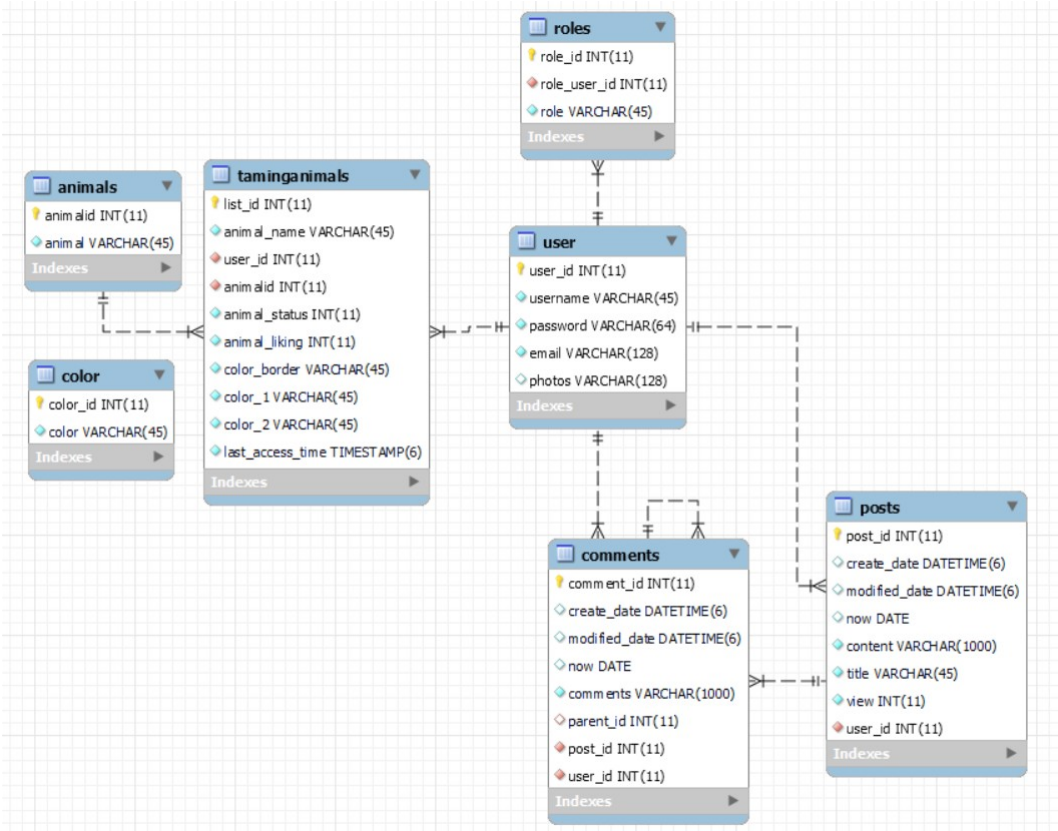 roles
role_id INT(11)
role_user_id INT(11)
role VARCHAR(45)
Indexes
animals
animalid INT(11)
animal VARCHAR(45)
Indexes
taminganimals
list_id INT(11)
animal_name VARCHAR(45)
user_id INT(11)
animalid INT(11)
animal_status INT(11)
animal_liking INT(11)
color_border VARCHAR(45)
color_1 VARCHAR(45)
color_2 VARCHAR(45)
last_access_time TIMESTAMP(6)
Indexes
user
user_id INT(11)
username VARCHAR(45)
password VARCHAR(64)
email VARCHAR(128)
photos VARCHAR(128)
Indexes
color
color_id INT(11)
color VARCHAR(45)
Indexes
comments
comment_id INT(11)
create_date DATETIME(6)
modified_date DATETIME(6)
now DATE
comments VARCHAR(1000)
parent_id INT(11)
post_id INT(11)
user_id INT(11)
Indexes
posts
post_id INT(11)
create_date DATETIME(6)
modified_date DATETIME(6)
now DATE
content VARCHAR(1000)
title VARCHAR(45)
view INT(11)
user_id INT(11)
Indexes